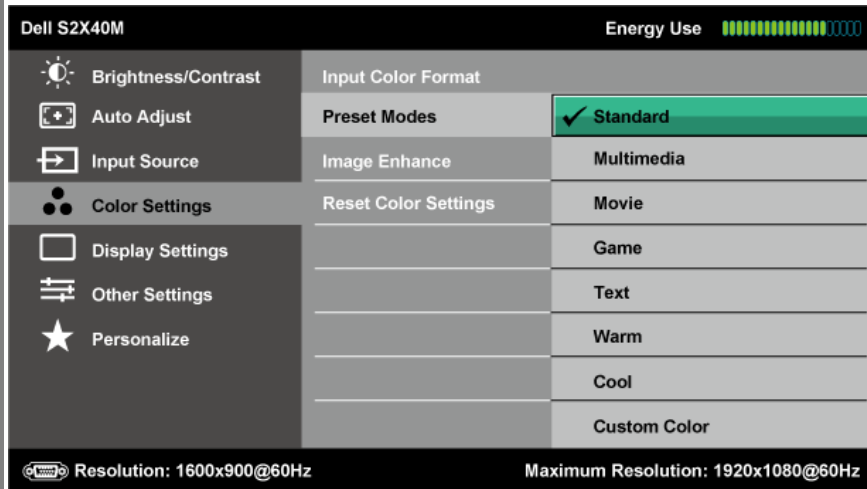 Dell S2X40M Energy Use
Brightness/Contrast Input Color Format
Auto Adjust Preset Modes Standard
Input Source Image Enhance Multimedia
Color Settings Reset Color Settings Movie
Display Settings Game
Other Settings Text
Personalize Warm
Cool
Custom Color
Resolution: 1600x900@60Hz Maximum Resolution: 1920x1080@60Hz